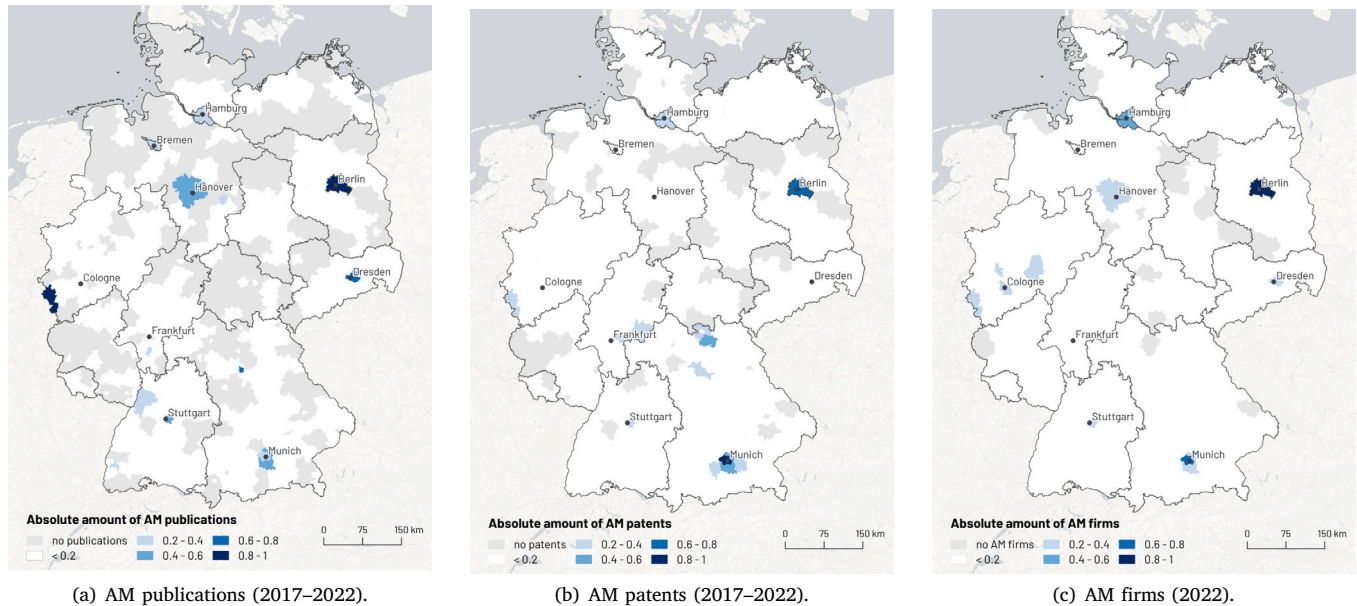 Hamburg
Bremen
Hanover
Berlin
Cologne
Dresden
Frankfurt
Stuttgart
Munich
Absolute amount of AM publications
no publications 0.2 - 0.4 0.6 - 0.8
< 0.2 0.4 - 0.6 0.8 - 1
0 75 150 km
(a) AM publications (2017–2022).
Hamburg
Bremen
Berlin
Hanover
Cologne
Dresden
Frankfurt
Stuttgart
Munich
Absolute amount of AM patents
no patents 0.2 - 0.4 0.6 - 0.8
< 0.2 0.4 - 0.6 0.8 - 1
0 75 150 km
(b) AM patents (2017–2022).
Hamburg
Bremen
Berlin
Hanover
Cologne
Dresden
Frankfurt
Stuttgart
Munich
Absolute amount of AM firms
no AM firms 0.2 - 0.4 0.6 - 0.8
< 0.2 0.4 - 0.6 0.8 - 1
0 75 150 km
(c) AM firms (2022).